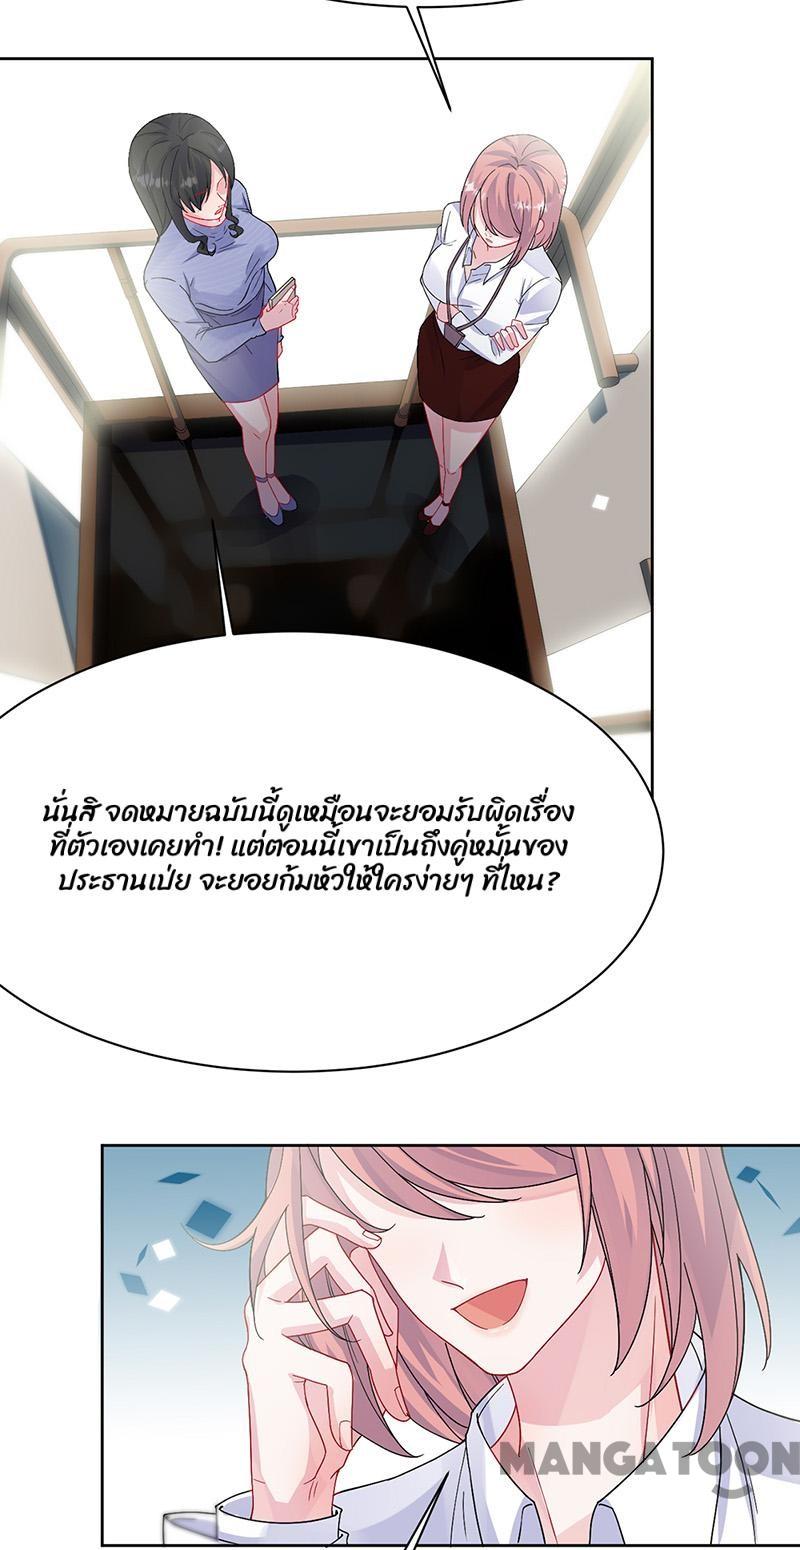 นั่นสิ จดหมายฉบับนี้ดูเหมือนจะยอมรับผิดเรื่อง
ที่ตัวเองเคยทำ! แต่ตอนนี้เขาเป็นถึงคู่หมั้นของ
ประธานเป่ย จะยอยก้มหัวให้ใครง่ายๆ ที่ไหน?
MANGATOON